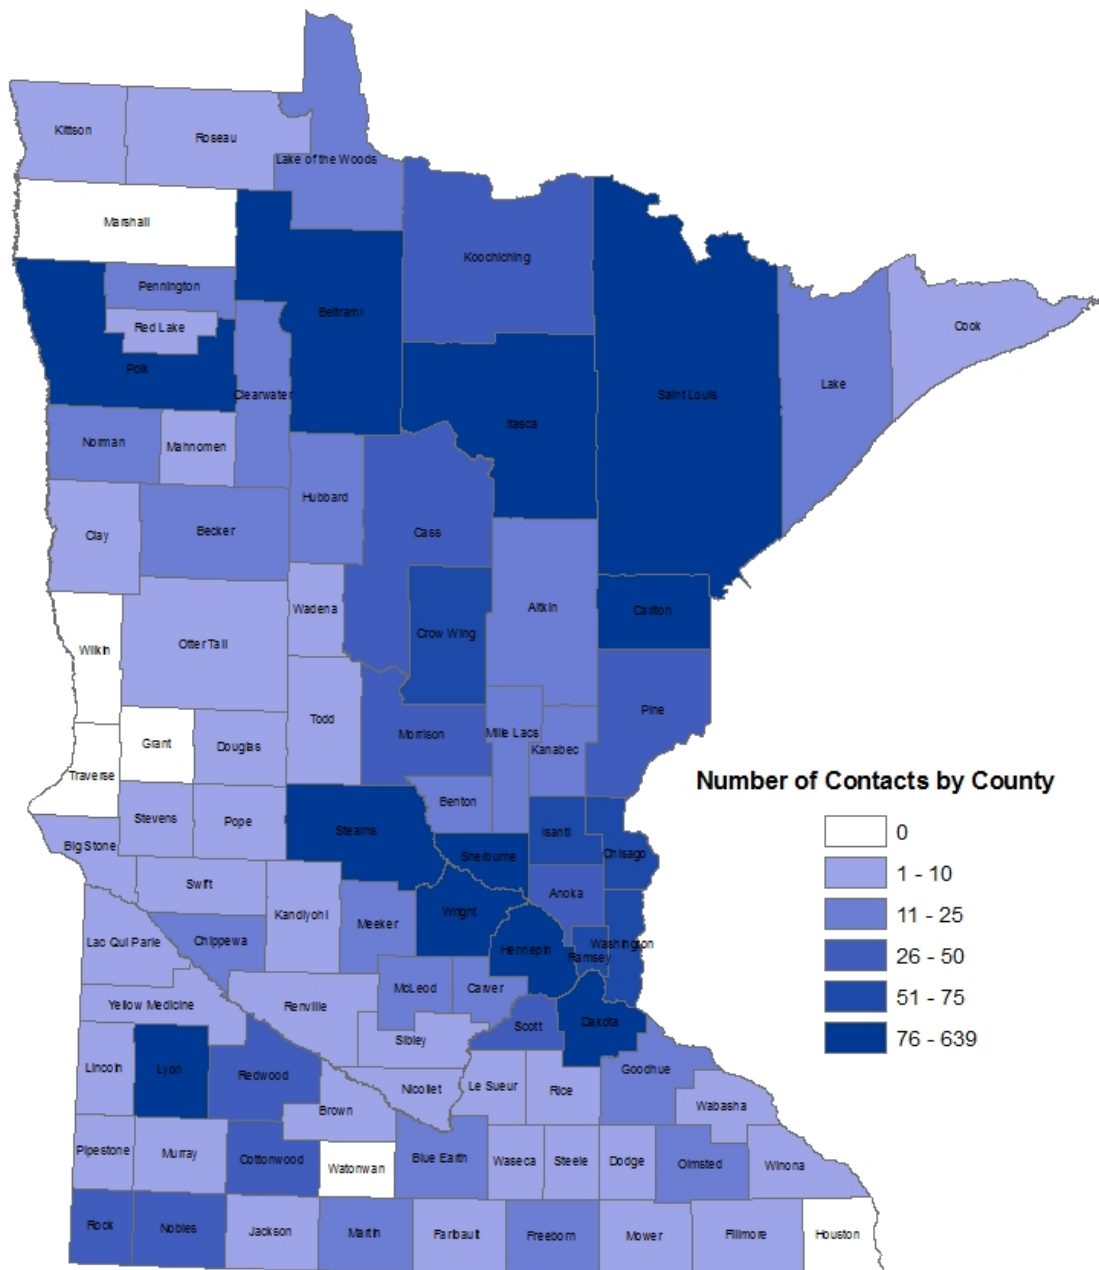 Kittson
Roseau
Lake of the Woods
Marshall
Koochiching
Pennington
Beltrami
Red Lake
Cook
Polk
Lake
Clearwater
Saint Louis
Itasca
Norman
Mahnomen
Hubbard
Becker
Cass
Clay
Wadena
Aitkin
Carlton
Crow Wing
Otter Tail
Wilkin
Pine
Todd
Morrison
Mille Lacs
Kanabec
Grant
Douglas
Traverse
Number of Contacts by County
Benton
Stevens
Pope
Stearns
Isanti
0
Big Stone
Sherburne
Chisago
1 - 10
Swift
Anoka
Kandiyohi
Wright
Meeker
11 - 25
Lac Qui Parle
Chippewa
Hennepin
Washington
Ramsey
26 - 50
McLeod
Carver
Yellow Medicine
Renville
51 - 75
Scott
Dakota
Sibley
76 - 639
Lincoln
Lyon
Redwood
Goodhue
Nicollet
Le Sueur
Rice
Brown
Wabasha
Pipestone
Murray
Cottonwood
Watonwan
Blue Earth
Waseca
Steele
Dodge
Olmsted
Winona
Rock
Nobles
Jackson
Martin
Faribault
Freeborn
Mower
Fillmore
Houston